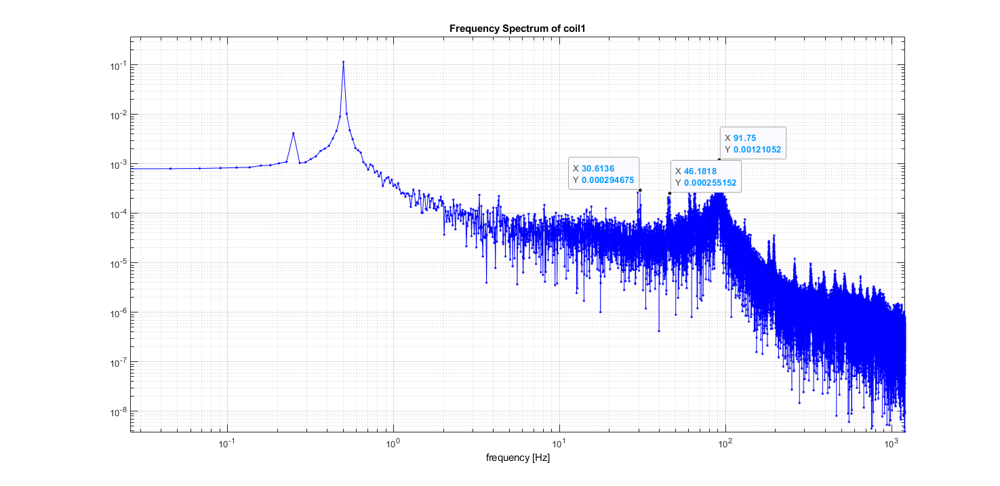 Frequency Spectrum of coil1
10^-1
10^-2
10^-3
10^-4
10^-5
10^-6
10^-7
10^-8
X 91.75
Y 0.00121052
X 30.6136
Y 0.000294675
X 46.1818
Y 0.000255152
10^-1
10^0
10^1
10^2
10^3
frequency [Hz]